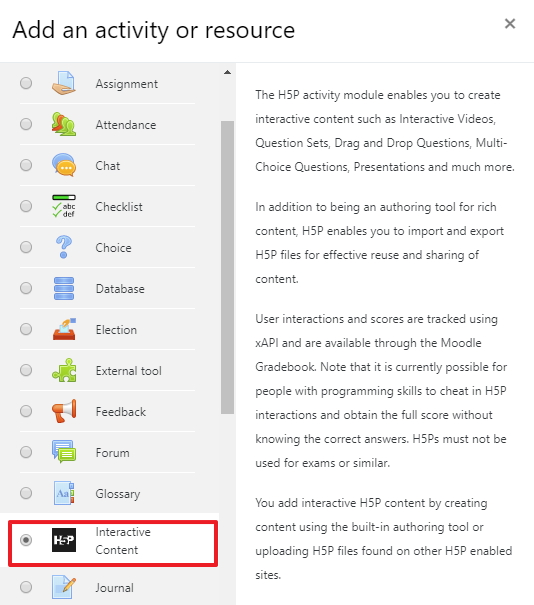 Add an activity or resource
×
Assignment
Attendance
Chat
abc
def
Checklist
?
Choice
Database
Election
External tool
Feedback
Forum
Aa
Glossary
H5P
Interactive
Content
Journal
The H5P activity module enables you to create
interactive content such as Interactive Videos,
Question Sets, Drag and Drop Questions, Multi-
Choice Questions, Presentations and much more.
In addition to being an authoring tool for rich
content, H5P enables you to import and export
H5P files for effective reuse and sharing of
content.
User interactions and scores are tracked using
xAPI and are available through the Moodle
Gradebook. Note that it is currently possible for
people with programming skills to cheat in H5P
interactions and obtain the full score without
knowing the correct answers. H5Ps must not be
used for exams or similar.
You add interactive H5P content by creating
content using the built-in authoring tool or
uploading H5P files found on other H5P enabled
sites.